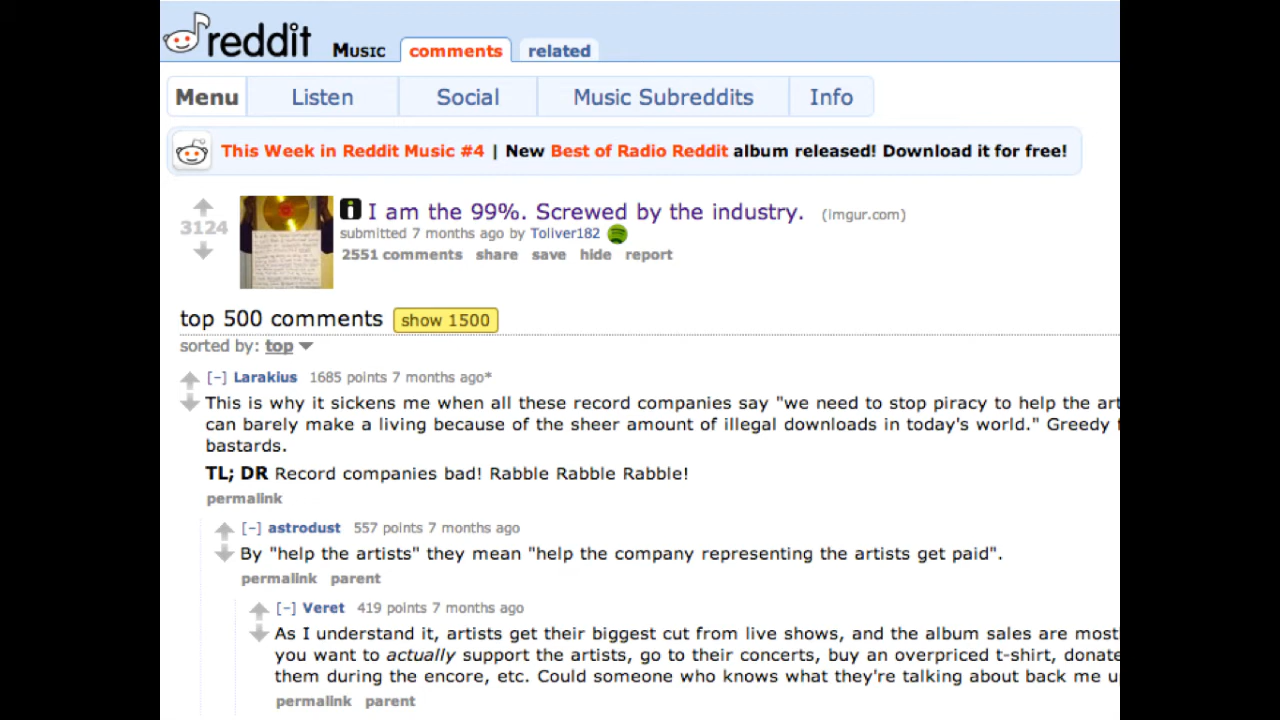 reddit Music comments related
Menu Listen Social Music Subreddits Info
This Week in Reddit Music #4 | New Best of Radio Reddit album released! Download it for free!
I am the 99%. Screwed by the industry. (imgur.com)
3124
submitted 7 months ago by Toliver182
2551 comments share save hide report
top 500 comments show 1500
sorted by: top
[–] Larakius 1685 points 7 months ago*
This is why it sickens me when all these record companies say "we need to stop piracy to help the art
can barely make a living because of the sheer amount of illegal downloads in today's world." Greedy
bastards.
TL; DR Record companies bad! Rabble Rabble Rabble!
permalink
[–] astrodust 557 points 7 months ago
By "help the artists" they mean "help the company representing the artists get paid".
permalink parent
[–] Veret 419 points 7 months ago
As I understand it, artists get their biggest cut from live shows, and the album sales are most
you want to actually support the artists, go to their concerts, buy an overpriced t-shirt, donate
them during the encore, etc. Could someone who knows what they're talking about back me u
permalink parent